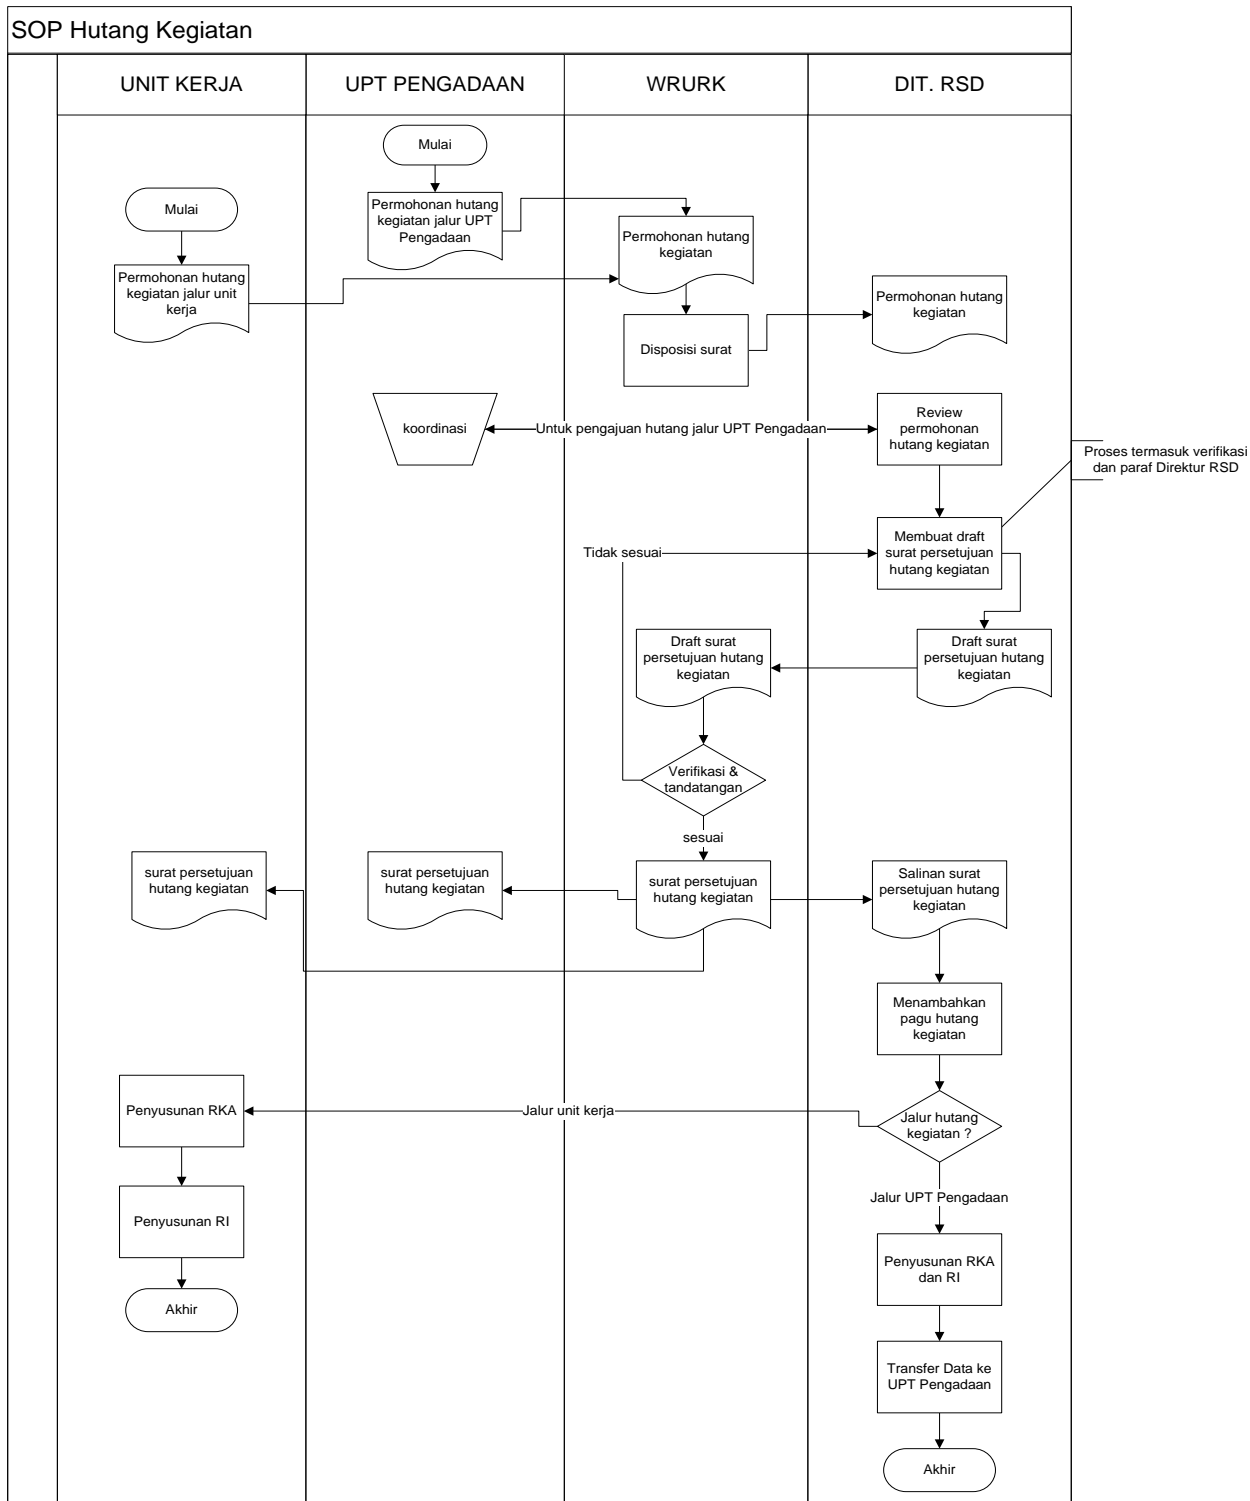 SOP Hutang Kegiatan
UNIT KERJA
UPT PENGADAAN
WRURK
DIT. RSD
Mulai
Mulai
Permohonan hutang
kegiatan jalur UPT
Pengadaan
Permohonan hutang
kegiatan
Permohonan hutang
kegiatan jalur unit
kerja
Permohonan hutang
kegiatan
Disposisi surat
koordinasi
Untuk pengajuan hutang jalur UPT Pengadaan
Review
permohonan
hutang kegiatan
Proses termasuk verifikasi
dan paraf Direktur RSD
Tidak sesuai
Membuat draft
surat persetujuan
hutang kegiatan
Draft surat
persetujuan hutang
kegiatan
Draft surat
persetujuan hutang
kegiatan
Verifikasi &
tandatangan
sesuai
surat persetujuan
hutang kegiatan
surat persetujuan
hutang kegiatan
surat persetujuan
hutang kegiatan
Salinan surat
persetujuan hutang
kegiatan
Menambahkan
pagu hutang
kegiatan
Penyusunan RKA
Jalur unit kerja
Jalur hutang
kegiatan ?
Jalur UPT Pengadaan
Penyusunan RI
Penyusunan RKA
dan RI
Akhir
Transfer Data ke
UPT Pengadaan
Akhir